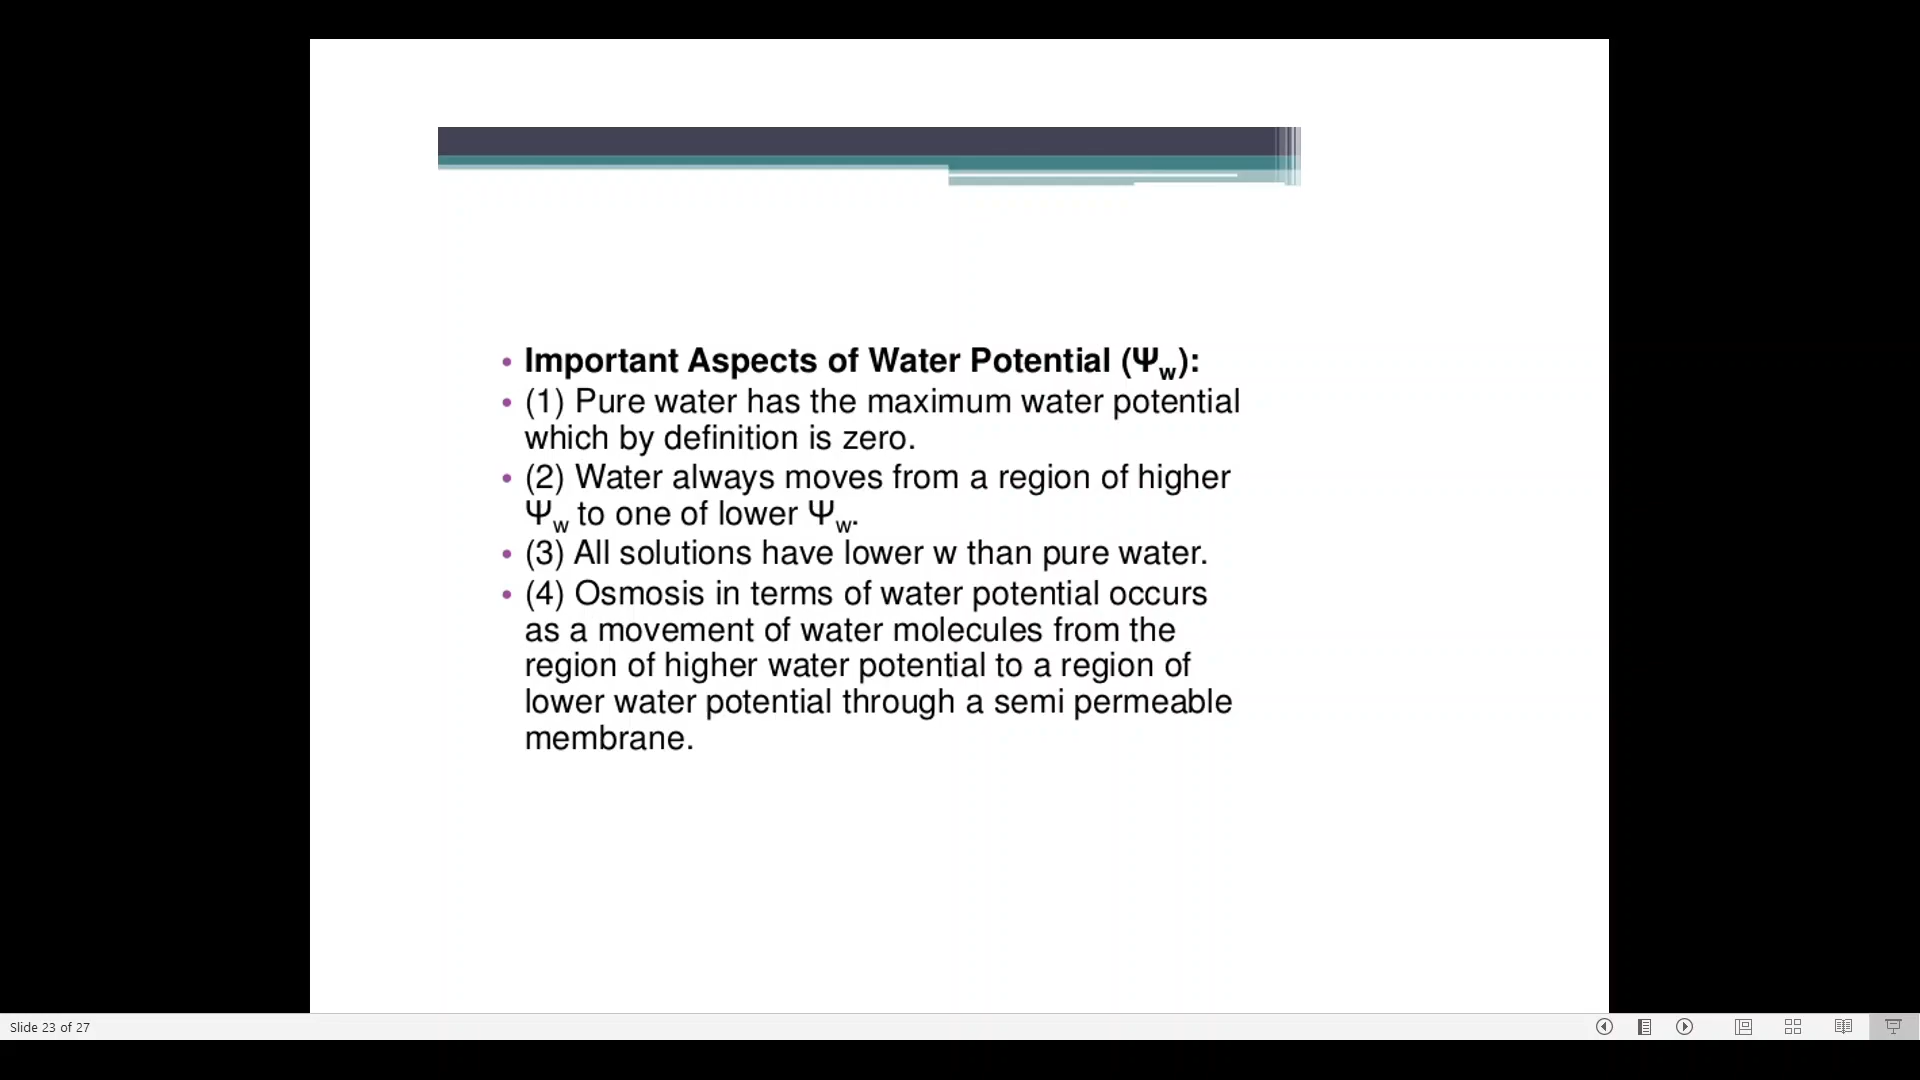 • Important Aspects of Water Potential (Ψw):
• (1) Pure water has the maximum water potential
which by definition is zero.
• (2) Water always moves from a region of higher
Ψw to one of lower Ψw.
• (3) All solutions have lower w than pure water.
• (4) Osmosis in terms of water potential occurs
as a movement of water molecules from the
region of higher water potential to a region of
lower water potential through a semi permeable
membrane.
Slide 23 of 27